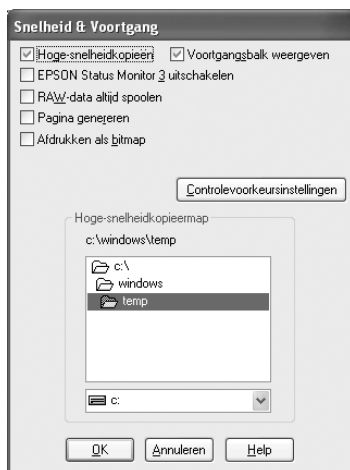 Snelheid & Voortgang
Hoge-snelheidkopieën Voortgangsbalk weergeven
EPSON Status Monitor 3 uitschakelen
RAW-data altijd spoolen
Pagina genereren
Afdrukken als bitmap
Controlevoorkeursinstellingen
Hoge-snelheidkopieermap
c:\windows\temp
c:\
windows
temp
c:
OK Annuleren Help